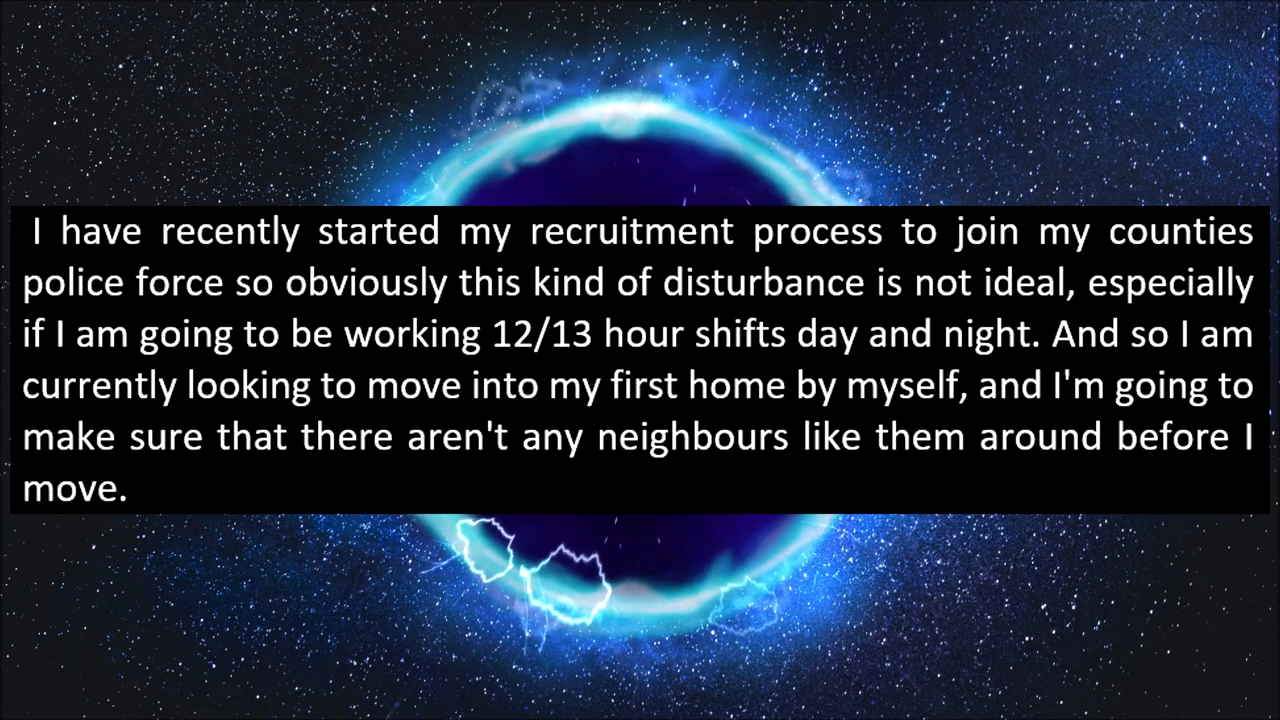 I have recently started my recruitment process to join my counties
police force so obviously this kind of disturbance is not ideal, especially
if I am going to be working 12/13 hour shifts day and night. And so I am
currently looking to move into my first home by myself, and I'm going to
make sure that there aren't any neighbours like them around before I
move.